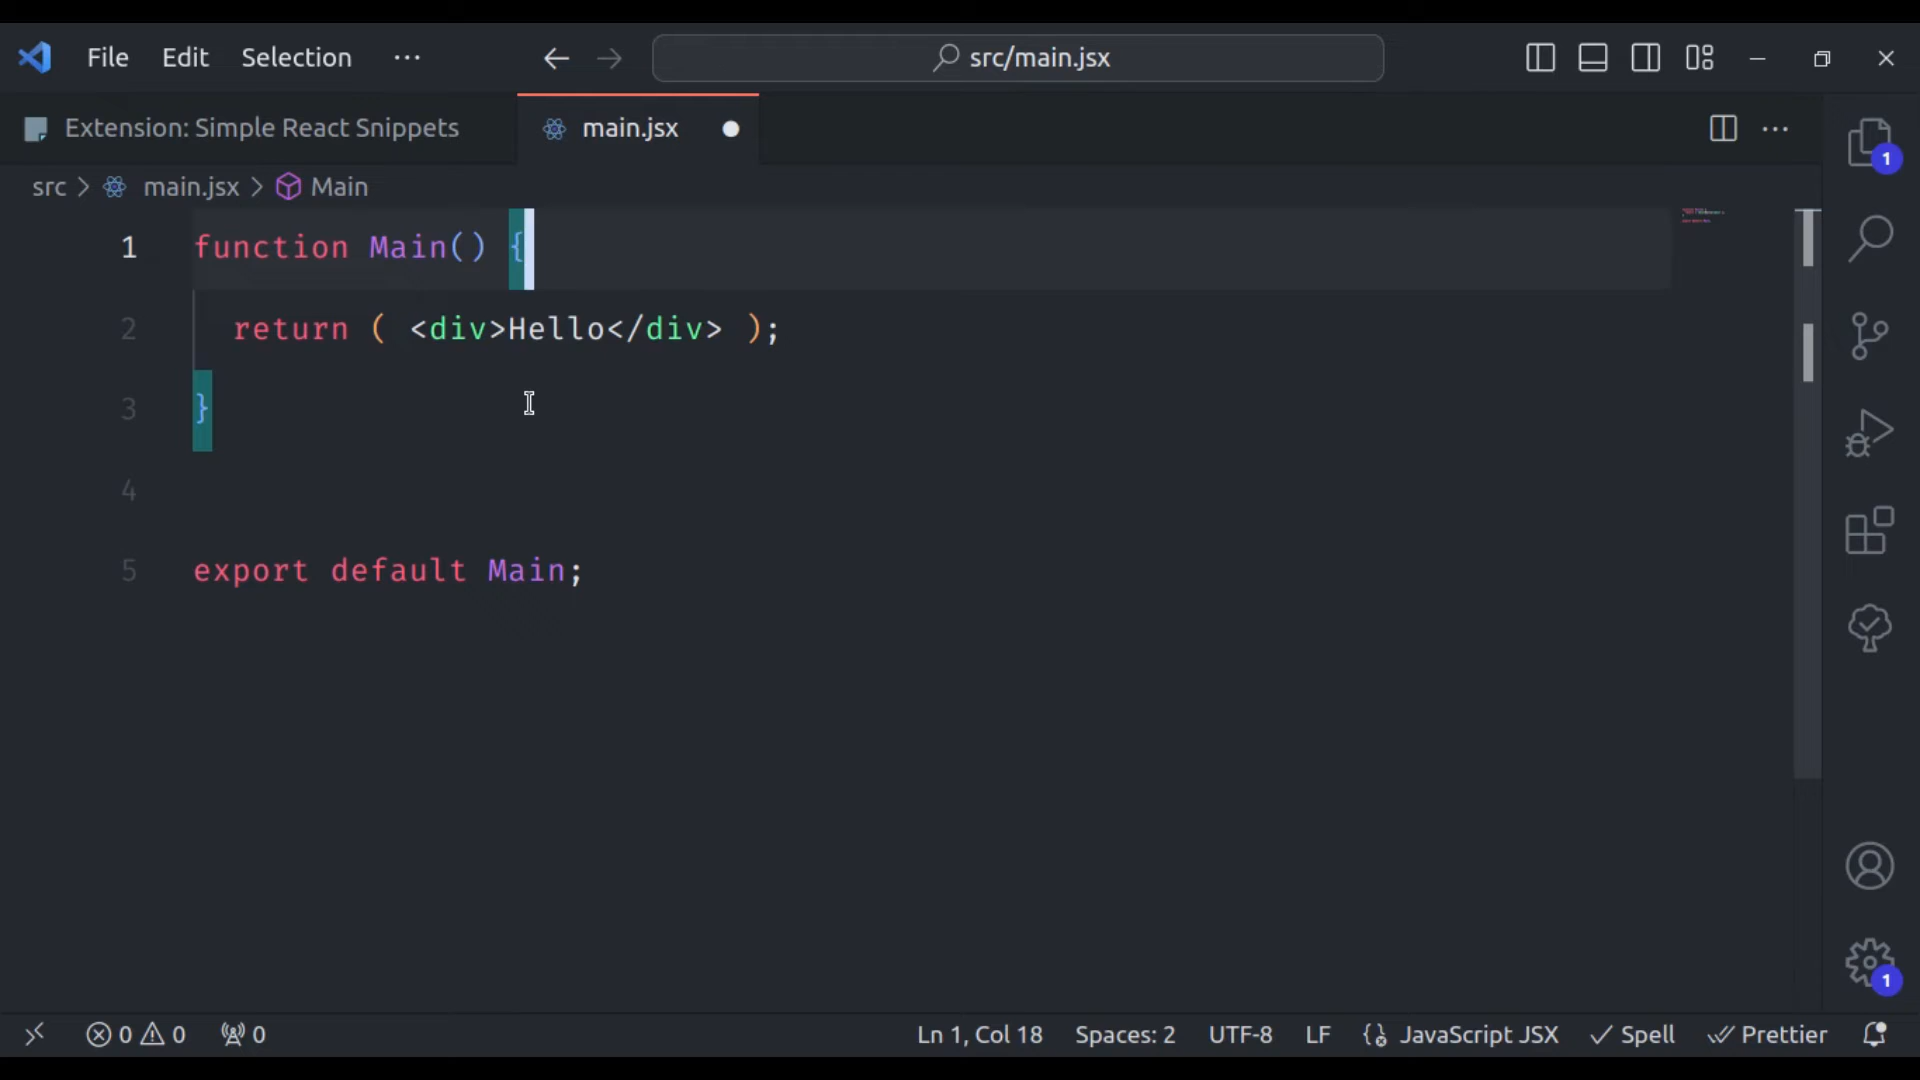 File Edit Selection ··· src/main.jsx
Extension: Simple React Snippets main.jsx
src > main.jsx > Main
1 function Main() {
2 return ( <div>Hello</div> );
3 }
4
5 export default Main;
1
1
0 0 0 Ln 1, Col 18 Spaces: 2 UTF-8 LF JavaScript JSX Spell Prettier